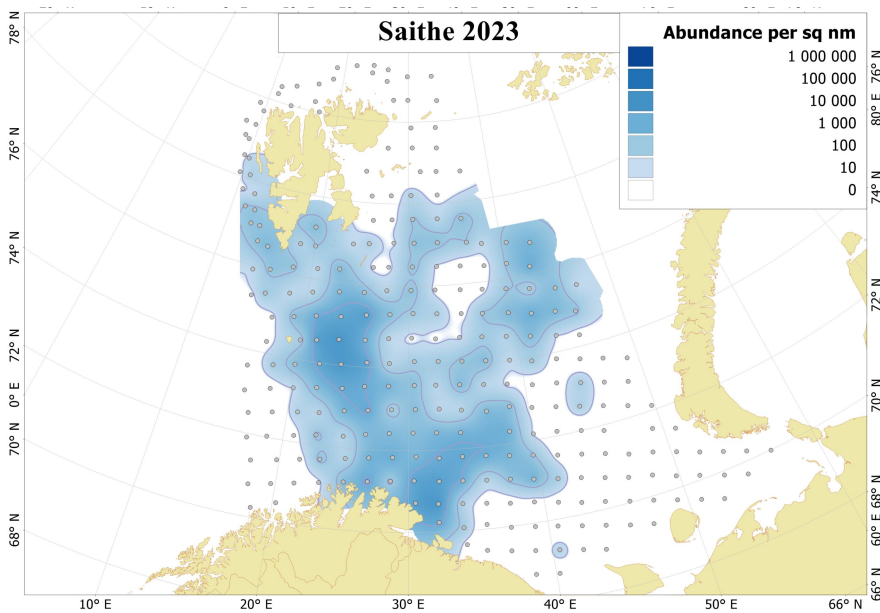 Saithe 2023
Abundance per sq nm
1 000 000
100 000
10 000
1 000
100
10
0
78° N
76° N
74° N
72° N
0° E
70° N
68° N
76° N
80° E
74° N
72° N
70° N
68° N
60° E
66° N
10° E
20° E
30° E
40° E
50° E
66° N